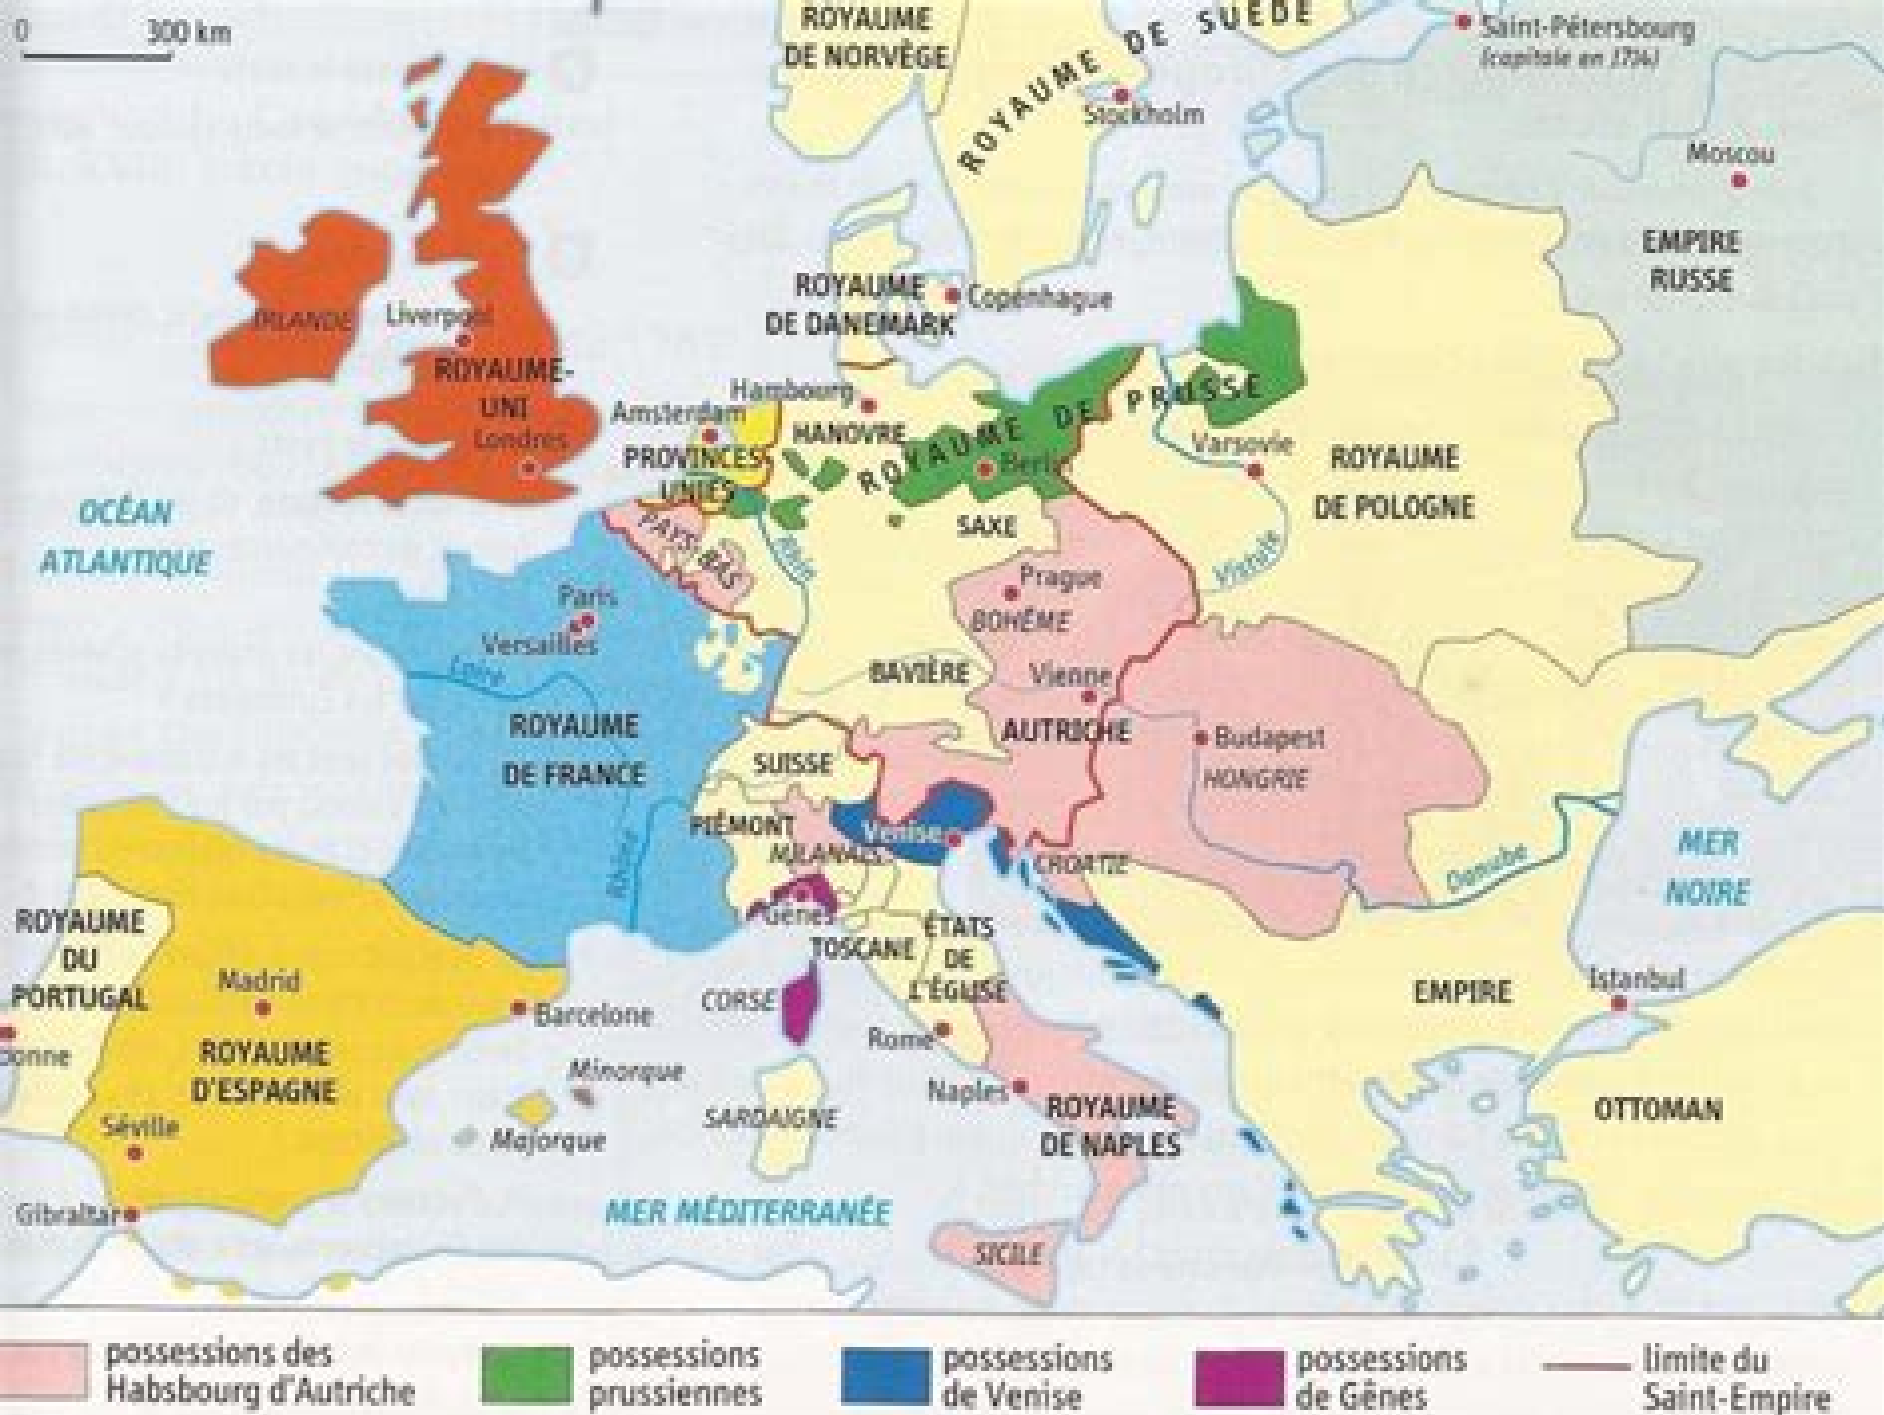 0 300 km
ROYAUME
DE NORVÈGE
ROYAUME DE SUÈDE
Saint-Pétersbourg
(capitale en 1714)
Stockholm
Moscou
EMPIRE
RUSSE
ROYAUME
DE DANEMARK
Copenhague
IRLANDE
Liverpool
ROYAUME-
UNI
Londres
Hambourg
Amsterdam
HANOVRE
PROVINCES
UNIES
ROYAUME DE PRUSSE
Berlin
Varsovie
ROYAUME
DE POLOGNE
OCÉAN
ATLANTIQUE
PAYS-BAS
Rhin
SAXE
Vistule
Prague
BOHÊME
Paris
Versailles
Loire
BAVIÈRE
Vienne
ROYAUME
DE FRANCE
AUTRICHE
Budapest
HONGRIE
SUISSE
PIÉMONT
MILANAIS
Venise
CROATIE
Rhône
Danube
MER
NOIRE
Gênes
TOSCANE
ÉTATS
DE
L'ÉGLISE
ROYAUME
DU
PORTUGAL
bonne
Madrid
Barcelone
CORSE
Rome
EMPIRE
Istanbul
ROYAUME
D'ESPAGNE
Minorque
Majorque
SARDAIGNE
Naples
ROYAUME
DE NAPLES
OTTOMAN
Séville
Gibraltar
MER MÉDITERRANÉE
SICILE
possessions des
Habsbourg d'Autriche
possessions
prussiennes
possessions
de Venise
possessions
de Gênes
limite du
Saint-Empire